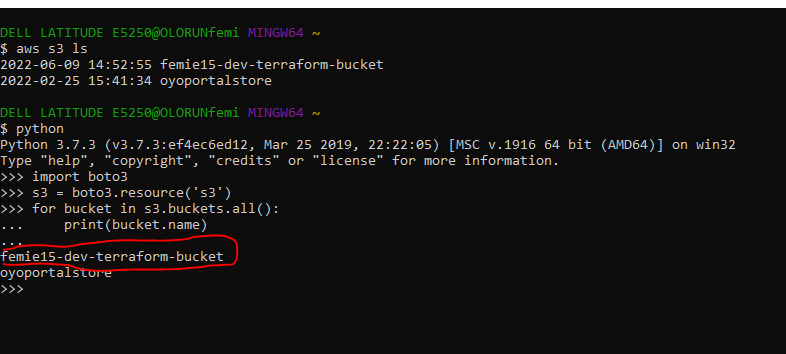 DELL LATITUDE E5250@OLORUNfemi MINGW64 ~
$ aws s3 ls
2022-06-09 14:52:55 femie15-dev-terraform-bucket
2022-02-25 15:41:34 oyoportalstore
DELL LATITUDE E5250@OLORUNfemi MINGW64 ~
$ python
Python 3.7.3 (v3.7.3:ef4ec6ed12, Mar 25 2019, 22:22:05) [MSC v.1916 64 bit (AMD64)] on win32
Type "help", "copyright", "credits" or "license" for more information.
>>> import boto3
>>> s3 = boto3.resource('s3')
>>> for bucket in s3.buckets.all():
...     print(bucket.name)
...
femie15-dev-terraform-bucket
oyoportalstore
>>>